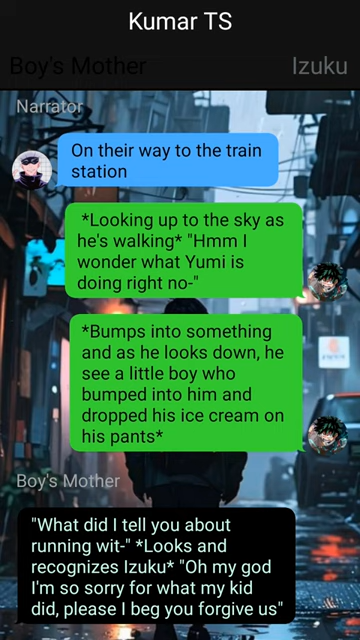 Kumar TS
Boy's Mother
Izuku
Narrator
On their way to the train
station
*Looking up to the sky as
he's walking* "Hmm I
wonder what Yumi is
doing right no-"
*Bumps into something
and as he looks down, he
see a little boy who
bumped into him and
dropped his ice cream on
his pants*
Boy's Mother
"What did I tell you about
running wit-" *Looks and
recognizes Izuku* "Oh my god
I'm so sorry for what my kid
did, please I beg you forgive us"